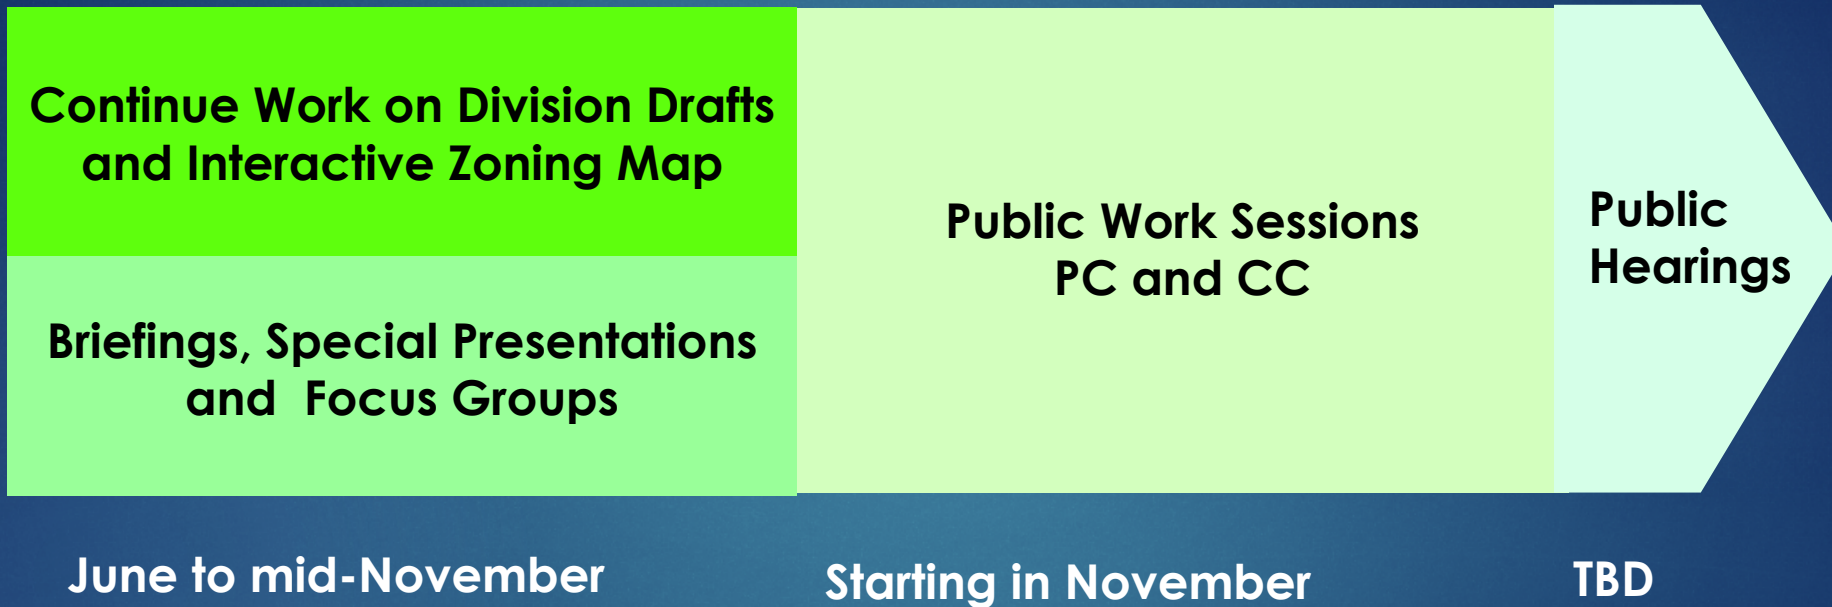 Continue Work on Division Drafts
and Interactive Zoning Map
Briefings, Special Presentations
and  Focus Groups
Public Work Sessions
PC and CC
Public
Hearings
June to mid-November
Starting in November
TBD